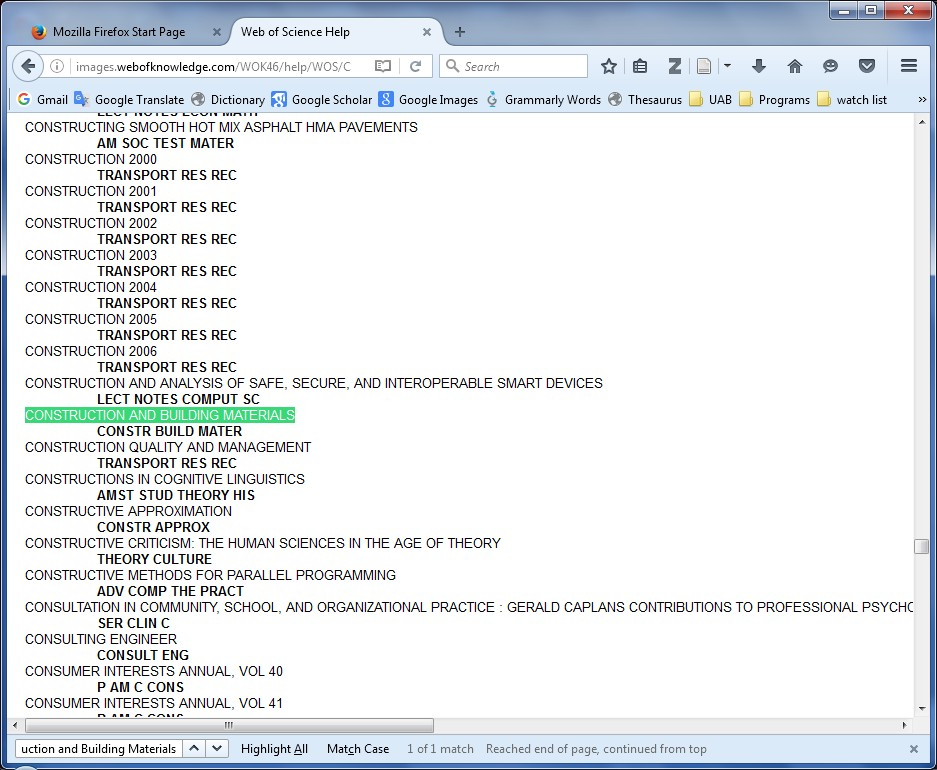 Mozilla Firefox Start Page
Web of Science Help
images.webofknowledge.com/WOK46/help/WOS/C
Search
Gmail Google Translate Dictionary Google Scholar Google Images Grammarly Words Thesaurus UAB Programs watch list »
LECT NOTES ECON MATH
CONSTRUCTING SMOOTH HOT MIX ASPHALT HMA PAVEMENTS
AM SOC TEST MATER
CONSTRUCTION 2000
TRANSPORT RES REC
CONSTRUCTION 2001
TRANSPORT RES REC
CONSTRUCTION 2002
TRANSPORT RES REC
CONSTRUCTION 2003
TRANSPORT RES REC
CONSTRUCTION 2004
TRANSPORT RES REC
CONSTRUCTION 2005
TRANSPORT RES REC
CONSTRUCTION 2006
TRANSPORT RES REC
CONSTRUCTION AND ANALYSIS OF SAFE, SECURE, AND INTEROPERABLE SMART DEVICES
LECT NOTES COMPUT SC
CONSTRUCTION AND BUILDING MATERIALS
CONSTR BUILD MATER
CONSTRUCTION QUALITY AND MANAGEMENT
TRANSPORT RES REC
CONSTRUCTIONS IN COGNITIVE LINGUISTICS
AMST STUD THEORY HIS
CONSTRUCTIVE APPROXIMATION
CONSTR APPROX
CONSTRUCTIVE CRITICISM: THE HUMAN SCIENCES IN THE AGE OF THEORY
THEORY CULTURE
CONSTRUCTIVE METHODS FOR PARALLEL PROGRAMMING
ADV COMP THE PRACT
CONSULTATION IN COMMUNITY, SCHOOL, AND ORGANIZATIONAL PRACTICE : GERALD CAPLANS CONTRIBUTIONS TO PROFESSIONAL PSYCHO
SER CLIN C
CONSULTING ENGINEER
CONSULT ENG
CONSUMER INTERESTS ANNUAL, VOL 40
P AM C CONS
CONSUMER INTERESTS ANNUAL, VOL 41
P AM C CONS
uction and Building Materials Highlight All Match Case 1 of 1 match Reached end of page, continued from top